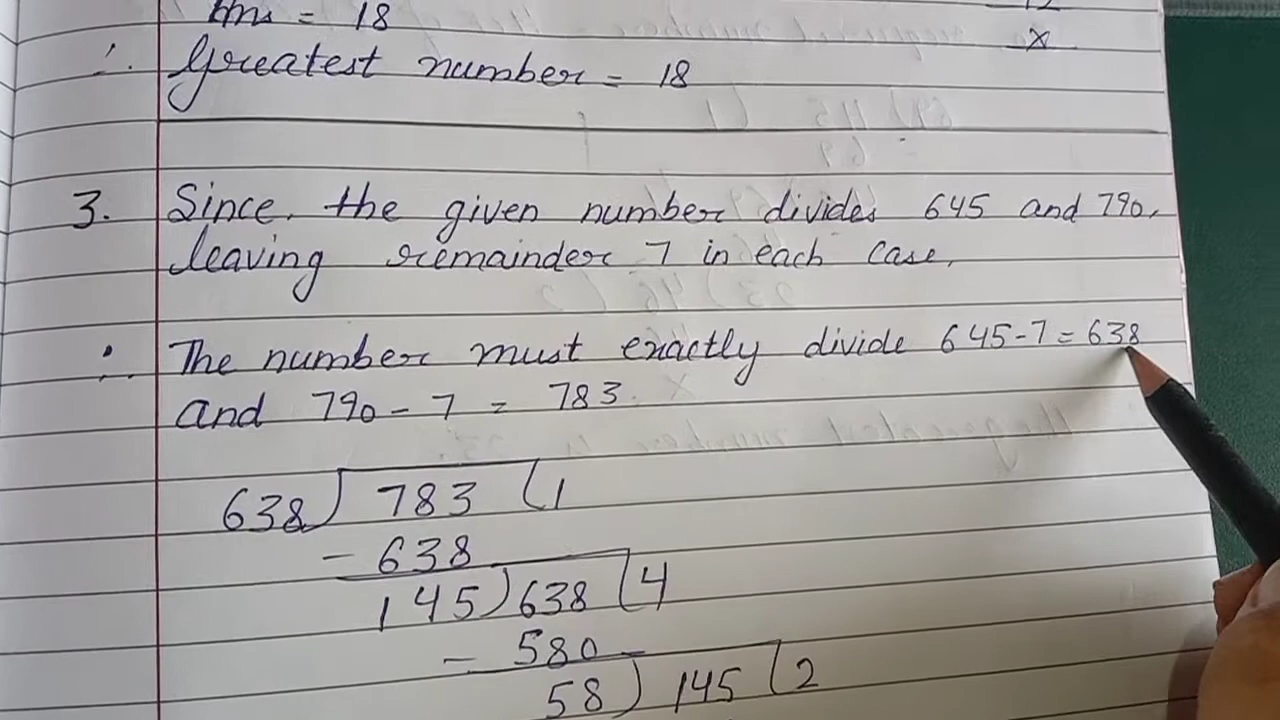 Ans = 18
x
∴ Greatest number = 18
3. Since, the given number divides 645 and 790,
leaving remainder 7 in each case.
∴ The number must exactly divide 645-7 = 638
and 790 - 7 = 783.
638) 783 (1
- 638
145) 638 (4
- 580
58) 145 (2